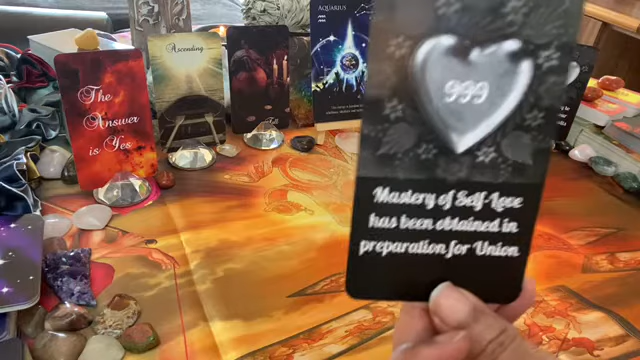 The
Answer
is Yes
Ascending
AQUARIUS
999
Mastery of Self-Love
has been obtained in
preparation for Union